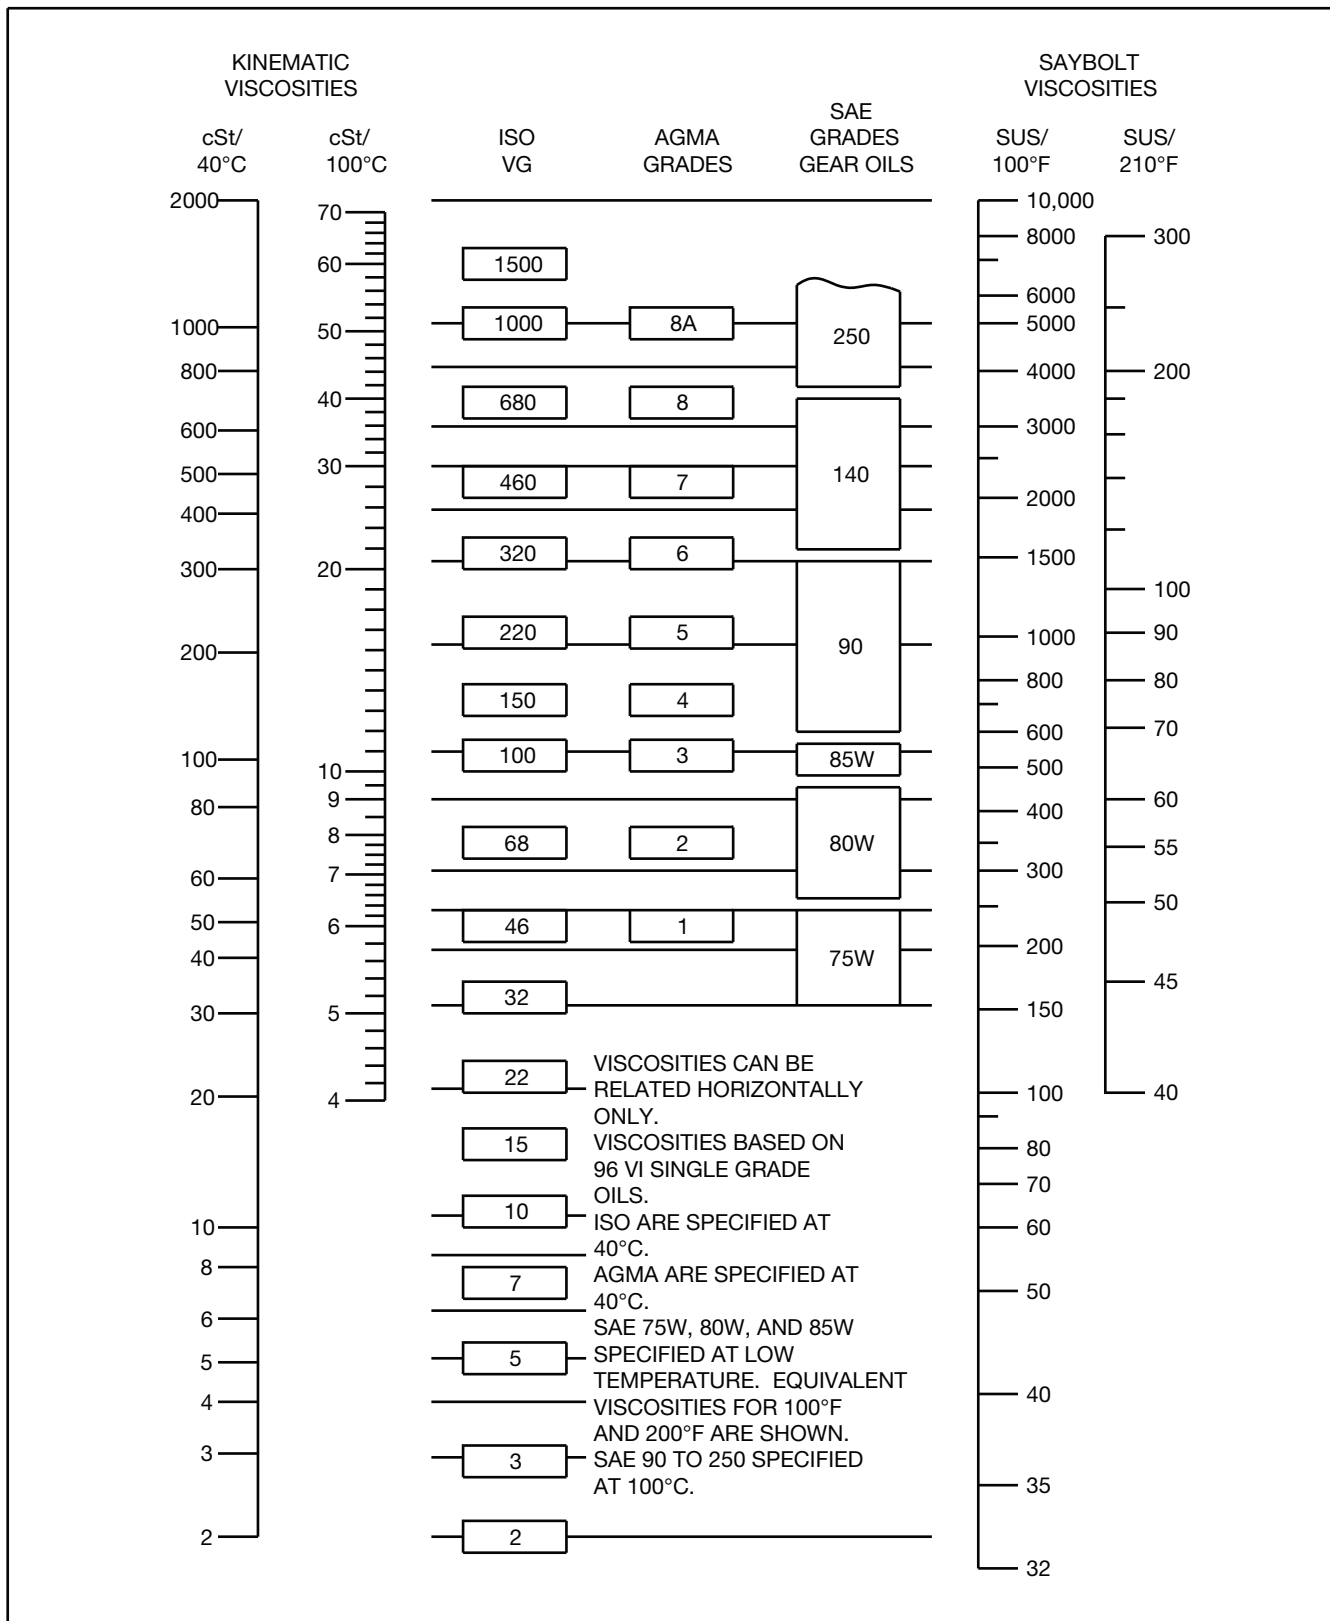 KINEMATIC
VISCOSITIES
SAYBOLT
VISCOSITIES
cSt/
40°C
cSt/
100°C
ISO
VG
AGMA
GRADES
SAE
GRADES
GEAR OILS
SUS/
100°F
SUS/
210°F
2000
1000
800
600
500
400
300
200
100
80
60
50
40
30
20
10
8
6
5
4
3
2
70
60
50
40
30
20
10
9
8
7
6
5
4
1500
1000
680
460
320
220
150
100
68
46
32
22
15
10
7
5
3
2
8A
8
7
6
5
4
3
2
1
250
140
90
85W
80W
75W
VISCOSITIES CAN BE
RELATED HORIZONTALLY
ONLY.
VISCOSITIES BASED ON
96 VI SINGLE GRADE
OILS.
ISO ARE SPECIFIED AT
40°C.
AGMA ARE SPECIFIED AT
40°C.
SAE 75W, 80W, AND 85W
SPECIFIED AT LOW
TEMPERATURE. EQUIVALENT
VISCOSITIES FOR 100°F
AND 200°F ARE SHOWN.
SAE 90 TO 250 SPECIFIED
AT 100°C.
10,000
8000
6000
5000
4000
3000
2000
1500
1000
800
600
500
400
300
200
150
100
80
70
60
50
40
35
32
300
200
100
90
80
70
60
55
50
45
40